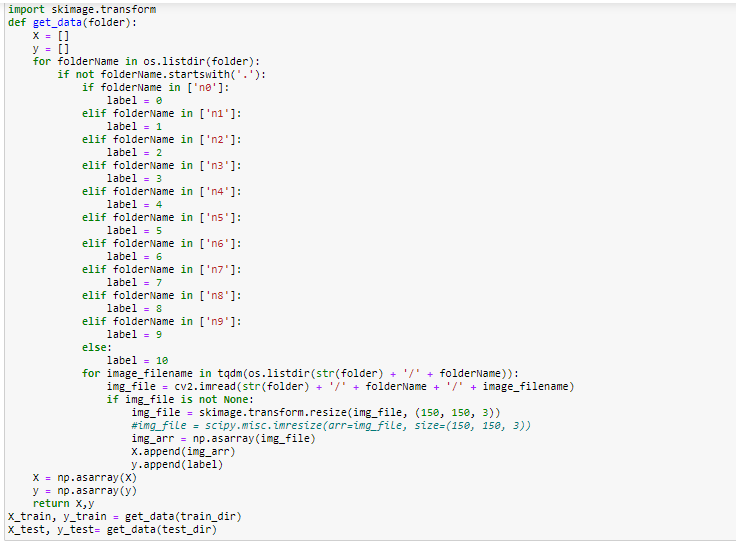 import skimage.transform
def get_data(folder):
    X = []
    y = []
    for folderName in os.listdir(folder):
        if not folderName.startswith('.'):
            if folderName in ['n0']:
                label = 0
            elif folderName in ['n1']:
                label = 1
            elif folderName in ['n2']:
                label = 2
            elif folderName in ['n3']:
                label = 3
            elif folderName in ['n4']:
                label = 4
            elif folderName in ['n5']:
                label = 5
            elif folderName in ['n6']:
                label = 6
            elif folderName in ['n7']:
                label = 7
            elif folderName in ['n8']:
                label = 8
            elif folderName in ['n9']:
                label = 9
            else:
                label = 10
            for image_filename in tqdm(os.listdir(str(folder) + '/' + folderName)):
                img_file = cv2.imread(str(folder) + '/' + folderName + '/' + image_filename)
                if img_file is not None:
                    img_file = skimage.transform.resize(img_file, (150, 150, 3))
                    #img_file = scipy.misc.imresize(arr=img_file, size=(150, 150, 3))
                    img_arr = np.asarray(img_file)
                    X.append(img_arr)
                    y.append(label)
    X = np.asarray(X)
    y = np.asarray(y)
    return X,y
X_train, y_train = get_data(train_dir)
X_test, y_test= get_data(test_dir)